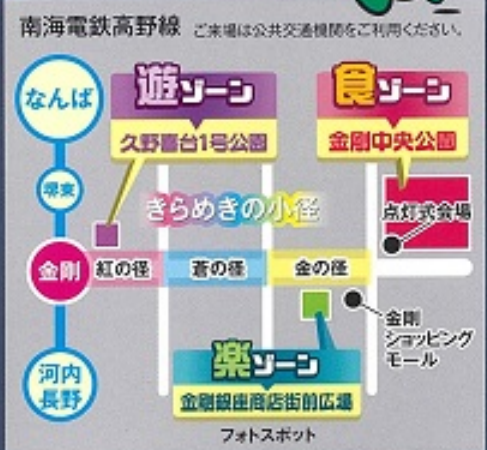 南海電鉄高野線 ご来場は公共交通機関をご利用ください。
なんば
遊ゾーン
久野喜台1号公園
食ゾーン
金剛中央公園
堺東
きらめきの小径
点灯式会場
金剛
紅の径
蒼の径
金の径
金剛
ショッピング
モール
河内
長野
楽ゾーン
金剛銀座商店街前広場
フォトスポット